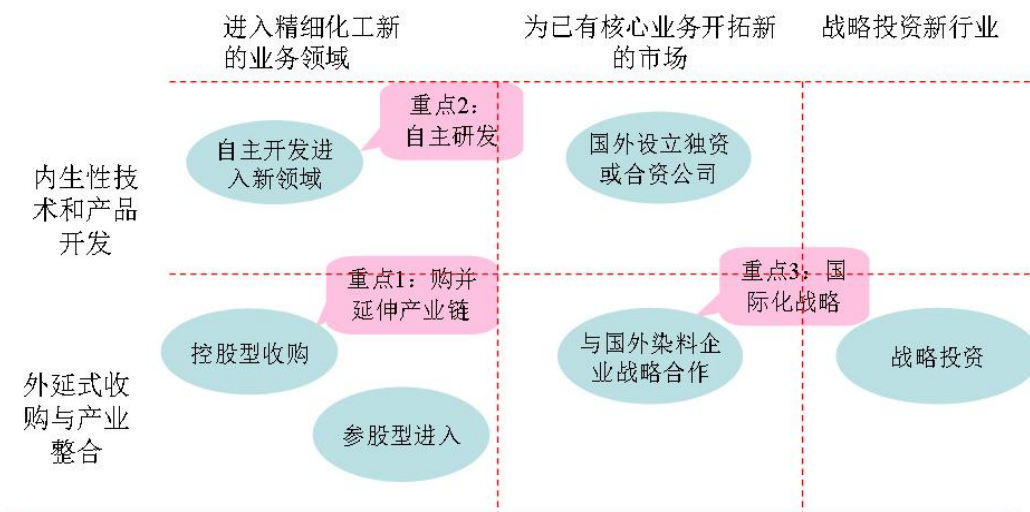 进入精细化工新
的业务领域
为已有核心业务开拓新
的市场
战略投资新行业
重点2：
自主研发
自主开发进
入新领域
国外设立独资
或合资公司
内生性技
术和产品
开发
重点1：购并
延伸产业链
重点3：国
际化战略
控股型收购
与国外染料企
业战略合作
战略投资
外延式收
购与产业
整合
参股型进入